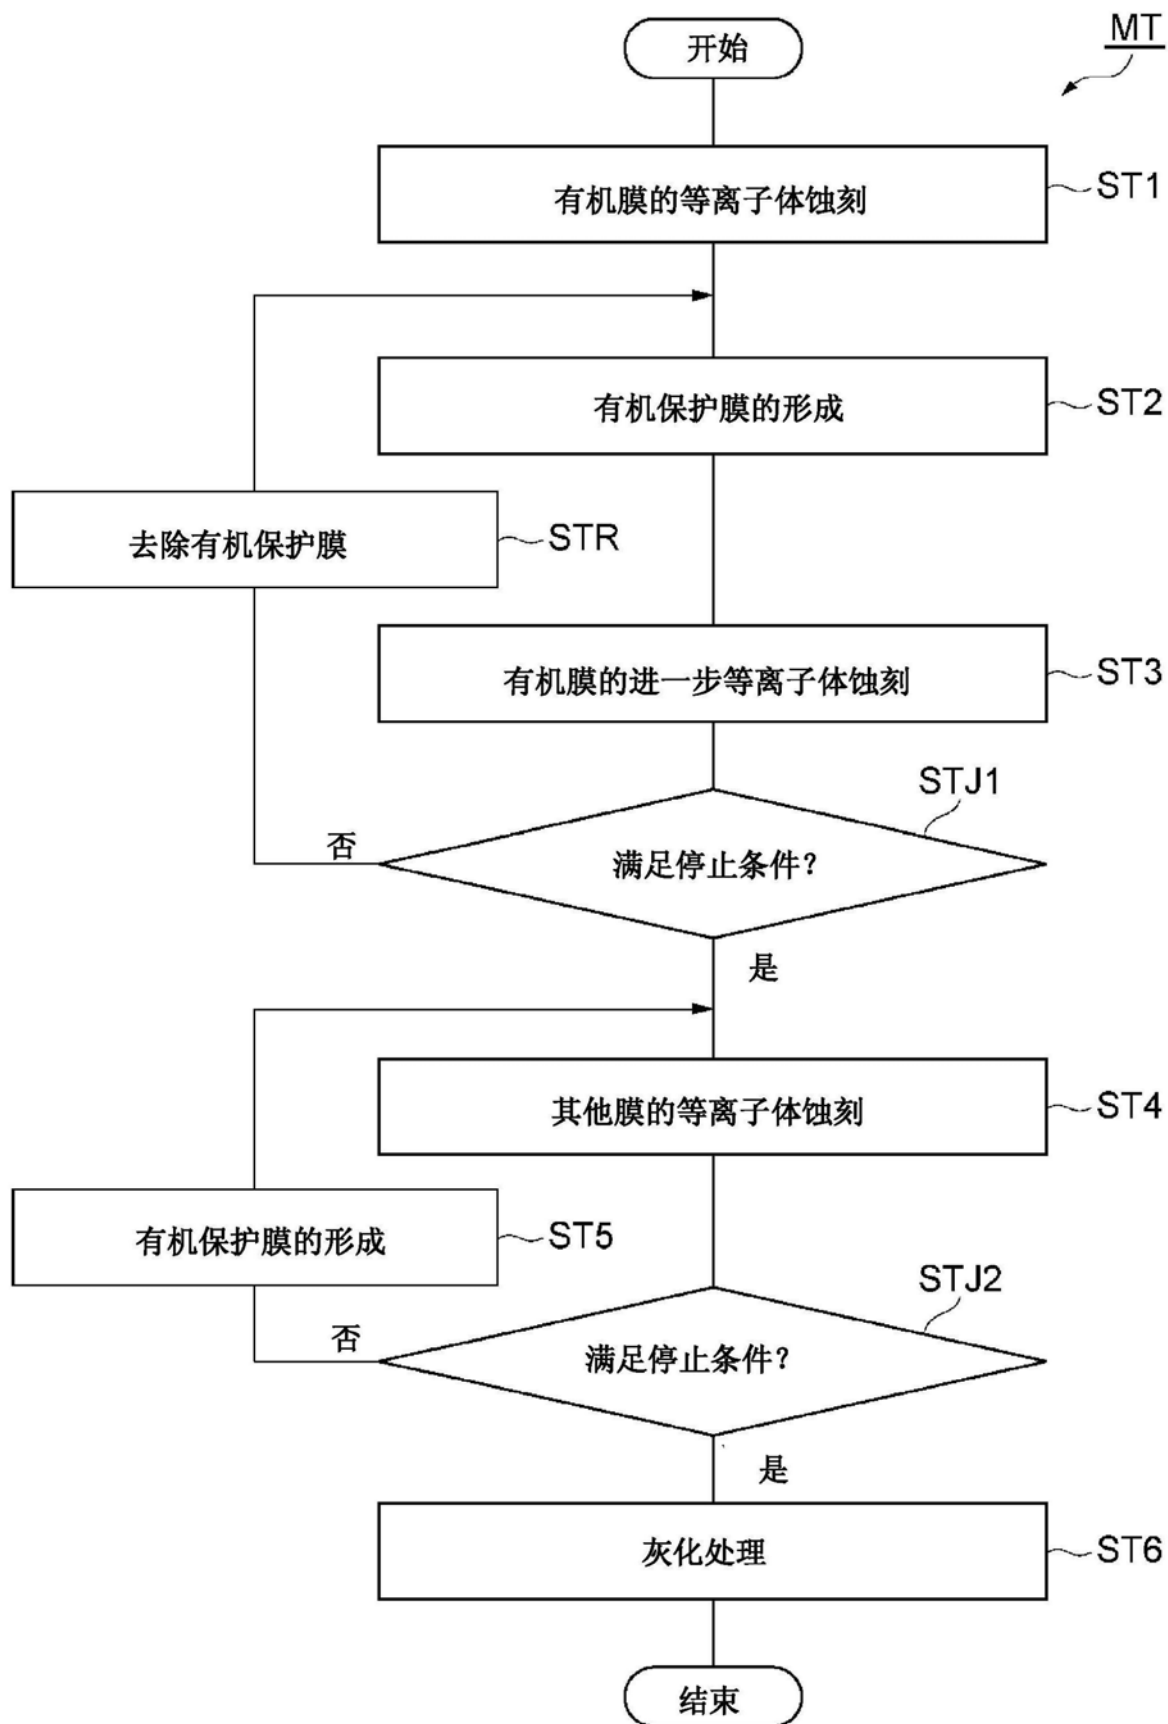 MT
开始
有机膜的等离子体蚀刻
ST1
有机保护膜的形成
ST2
去除有机保护膜
STR
有机膜的进一步等离子体蚀刻
ST3
STJ1
否
满足停止条件?
是
其他膜的等离子体蚀刻
ST4
有机保护膜的形成
ST5
STJ2
否
满足停止条件?
是
灰化处理
ST6
结束